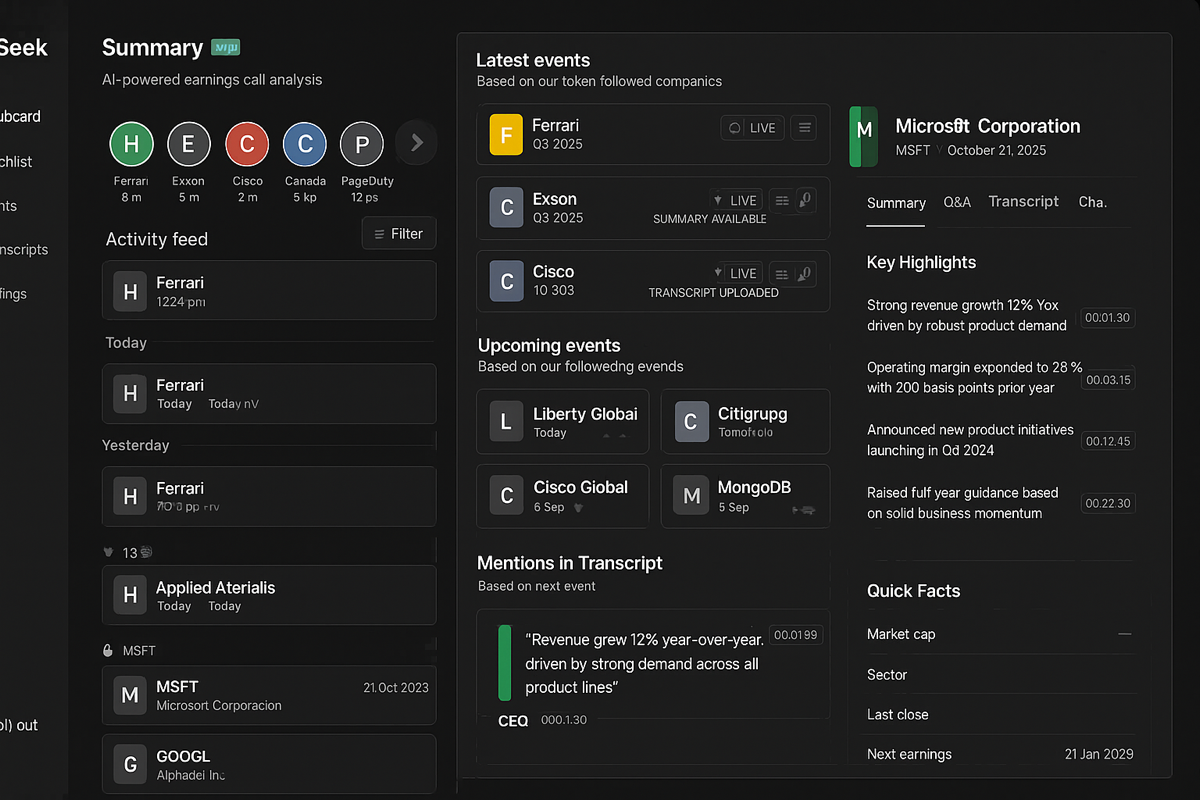 Seek
ubcard
chlist
nts
nscripts
fings
ol) out
Summary
AI-powered earnings call analysis
H
E
C
C
P
Ferrari
Exxon
Cisco
Canada
PageDuty
8 m
5 m
2 m
5 kp
12 ps
Activity feed
Filter
H
Ferrari
1224 pm
Today
H
Ferrari
Today Today nV
Yesterday
H
Ferrari
13
H
Applied Aterialis
Today Today
MSFT
M
MSFT
21.Oct 2023
Microsort Corporacion
G
GOOGL
Alphadei Inc
Latest events
Based on our token followed companics
F
Ferrari
Q3 2025
LIVE
C
Exson
Q3 2025
LIVE
SUMMARY AVAILABLE
C
Cisco
10 303
LIVE
TRANSCRIPT UPLOADED
Upcoming events
Based on our followedng evends
L
Liberty Globai
Today
C
Citigrupg
C
Cisco Giobal
6 Sep
M
MongoDB
5 Sep
Mentions in Transcript
Based on next event
"Revenue grew 12% year-over-year.
00.0199
driven by strong demand across all
product lines"
CEQ 000.1.30
M
Corporation
MSFT October 21, 2025
Summary Q&A Transcript Cha.
Key Highlights
Strong revenue growth 12% Yox
driven by robust product demand
00:01.30
Operating margin exponded to 28 %
with 200 basis points prior year
00.03.15
Announced new product initiatives
launching in Qd 2024
00.12.45
Raised fulf year guidance based
on solid business momentum
00.22.30
Quick Facts
Market cap —
Sector
Last close
Next earnings 21 Jan 2029